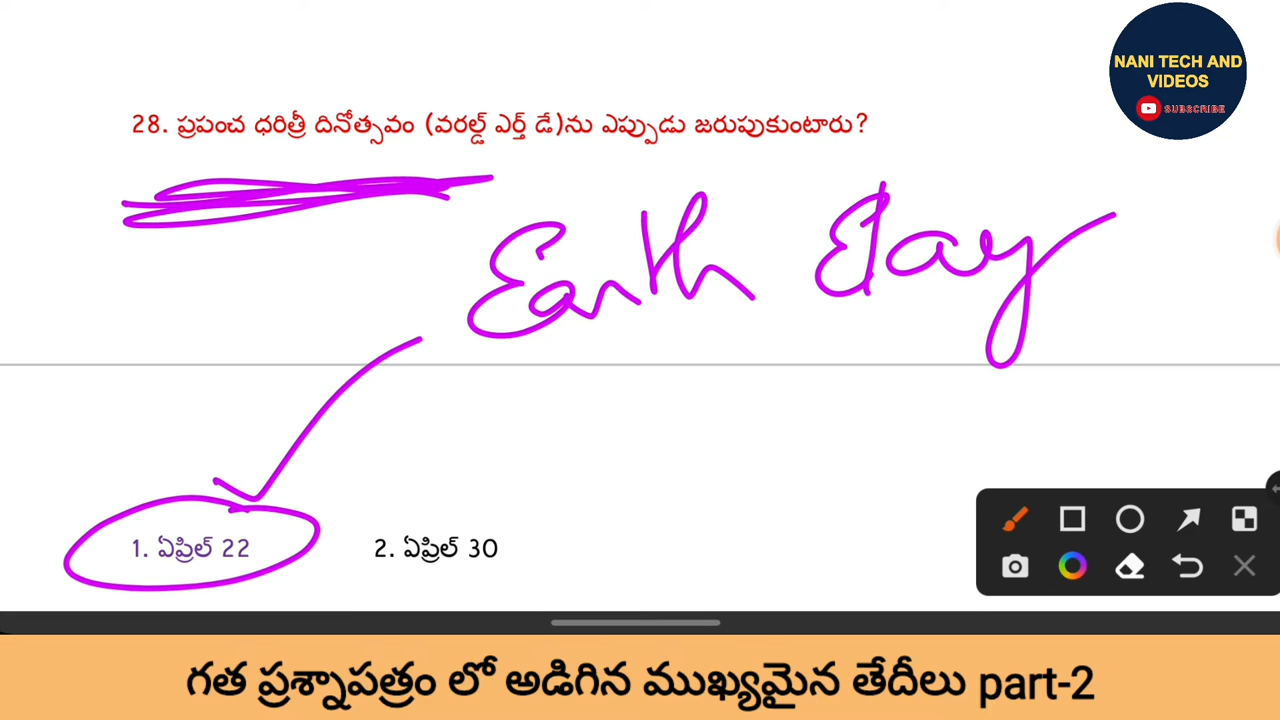 NANI TECH AND
VIDEOS
SUBSCRIBE
28. ప్రపంచ ధరిత్రీ దినోత్సవం (వరల్డ్ ఎర్త్ డే)ను ఎప్పుడు జరుపుకుంటారు?
Earth day
1. ఏప్రిల్ 22
2. ఏప్రిల్ 30
గత ప్రశ్నాపత్రం లో అడిగిన ముఖ్యమైన తేదీలు part-2